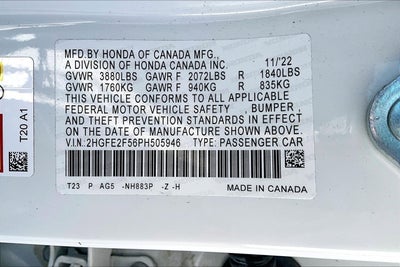 MFD.BY HONDA OF CANADA MFG.,
A DIVISION OF HONDA CANADA INC. 11/'22
GVWR 3880LBS GAWR F 2072LBS R 1840LBS
GVWR 1760KG GAWR F 940KG R 835KG
THIS VEHICLE CONFORMS TO ALL APPLICABLE
FFDERAL MOTOR VEHICLE SAFETY , BUMPER ,
AND THEFT PREVENTION STANDARDS IN EFFECT
ON THE DATE OF MANUFACTURE SHOWN ABOVE.
V.I.N. 2HGFE2F56PH505946 TYPE: PASSENGER CAR
T23 P AG5 -NH883P -Z -H
MADE IN CANADA
T20 A1